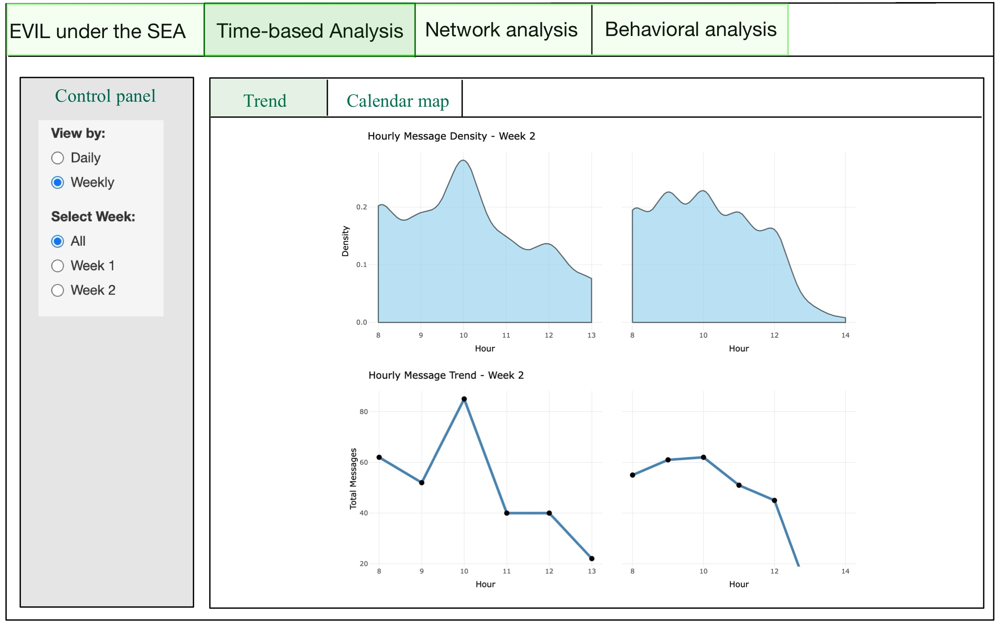 EVIL under the SEA
Time-based Analysis
Network analysis
Behavioral analysis
Control panel
View by:
Daily
Weekly
Select Week:
All
Week 1
Week 2
Trend
Calendar map
Hourly Message Density - Week 2
Density
0.2
0.1
0.0
8 9 10 11 12 13
Hour
8 10 12 14
Hour
Hourly Message Trend - Week 2
Total Messages
80
60
40
20
8 9 10 11 12 13
Hour
8 10 12 14
Hour